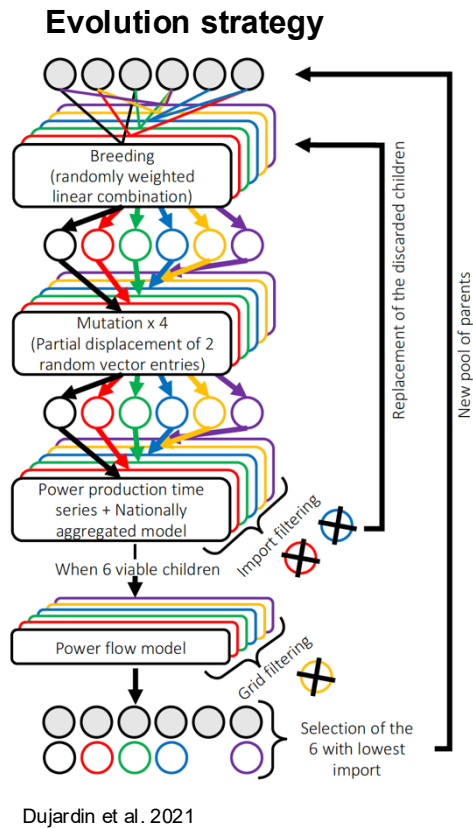 Evolution strategy
Breeding
(randomly weighted
linear combination)
Mutation x 4
(Partial displacement of 2
random vector entries)
Power production time
series + Nationally
aggregated model
Import filtering
When 6 viable children
Power flow model
Grid filtering
Selection of the
6 with lowest
import
Replacement of the discarded children
New pool of parents
Dujardin et al. 2021